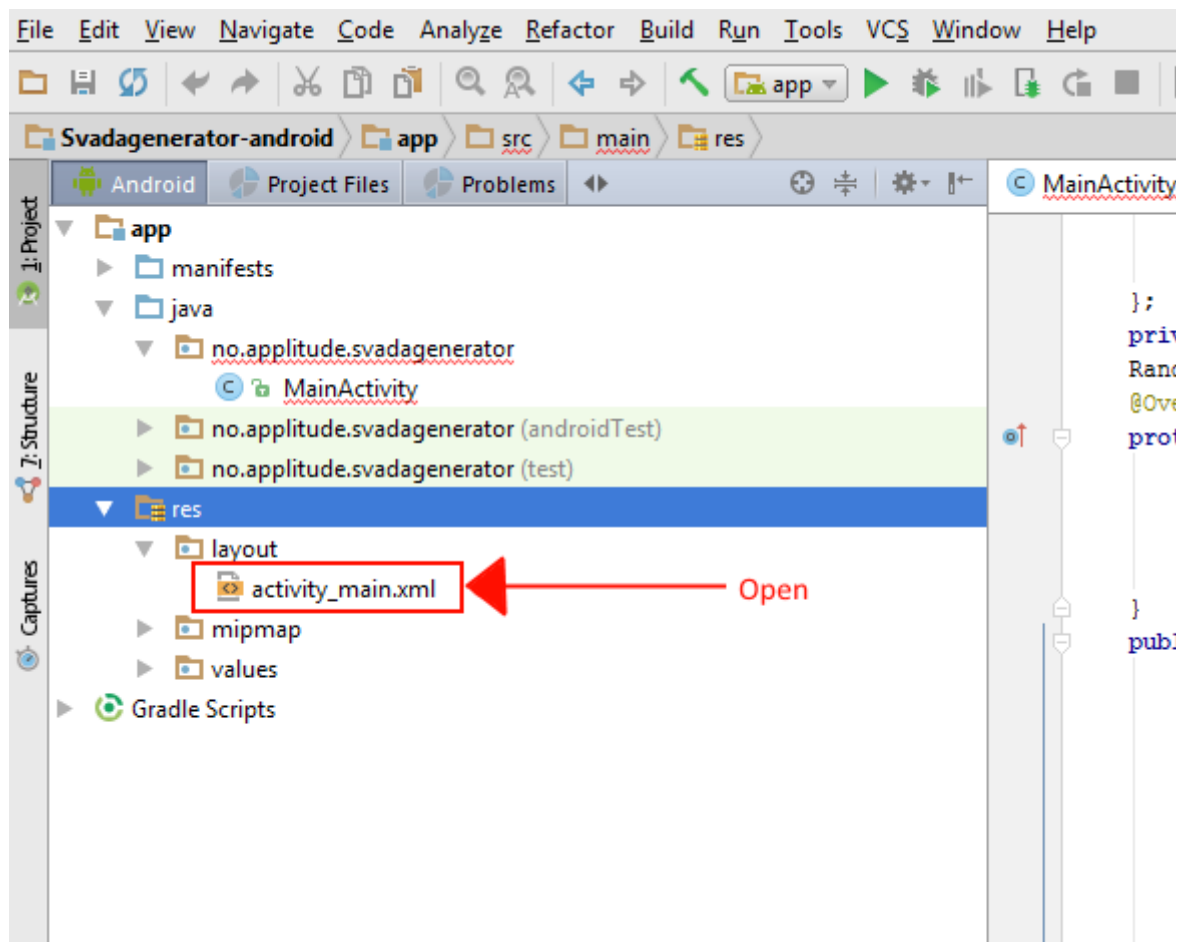 File Edit View Navigate Code Analyze Refactor Build Run Tools VCS Window Help
app
Svadagenerator-android app src main res
Android Project Files Problems
MainActivity
1: Project
7: Structure
Captures
app
manifests
java
no.applitude.svadagenerator
MainActivity
no.applitude.svadagenerator (androidTest)
no.applitude.svadagenerator (test)
res
layout
activity_main.xml
Open
mipmap
values
Gradle Scripts
};
priv
Rand
@Ove
prot
}
publ